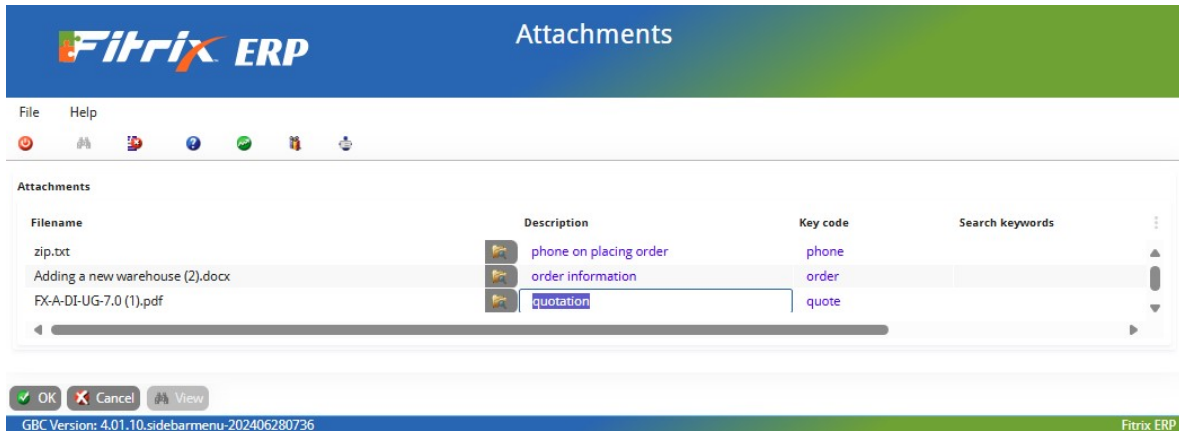 Fitrix ERP
Attachments
File Help
Attachments
Filename Description Key code Search keywords
zip.txt phone on placing order phone
Adding a new warehouse (2).docx order information order
FX-A-DI-UG-7.0 (1).pdf quotation quote
OK Cancel View
GBC Version: 4.01.10.sidebarmenu-202406280736 Fitrix ERP